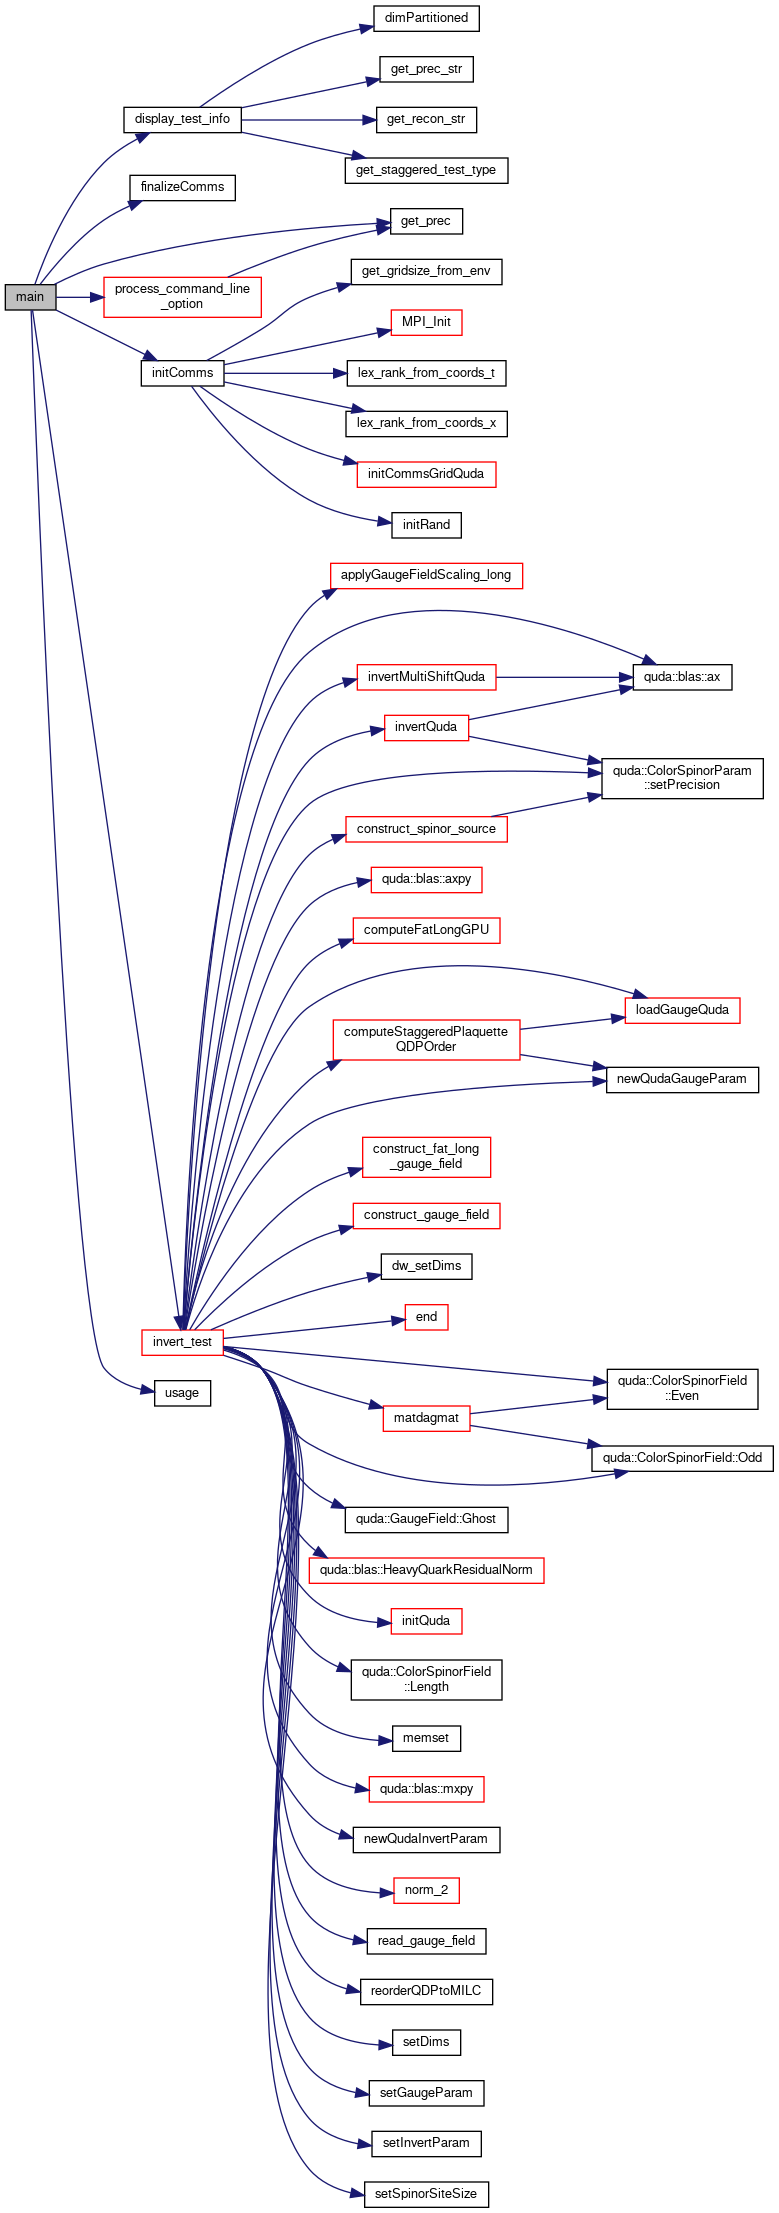 dimPartitioned
get_prec_str
display_test_info
get_recon_str
get_staggered_test_type
finalizeComms
get_prec
get_gridsize_from_env
main
process_command_line
_option
MPI_Init
initComms
lex_rank_from_coords_t
lex_rank_from_coords_x
initCommsGridQuda
initRand
applyGaugeFieldScaling_long
invertMultiShiftQuda
quda::blas::ax
invertQuda
quda::ColorSpinorParam
::setPrecision
construct_spinor_source
quda::blas::axpy
computeFatLongGPU
loadGaugeQuda
computeStaggeredPlaquette
QDPOrder
newQudaGaugeParam
construct_fat_long
_gauge_field
construct_gauge_field
dw_setDims
end
invert_test
quda::ColorSpinorField
::Even
usage
matdagmat
quda::ColorSpinorField::Odd
quda::GaugeField::Ghost
quda::blas::HeavyQuarkResidualNorm
initQuda
quda::ColorSpinorField
::Length
memset
quda::blas::mxpy
newQudaInvertParam
norm_2
read_gauge_field
reorderQDPtoMILC
setDims
setGaugeParam
setInvertParam
setSpinorSiteSize